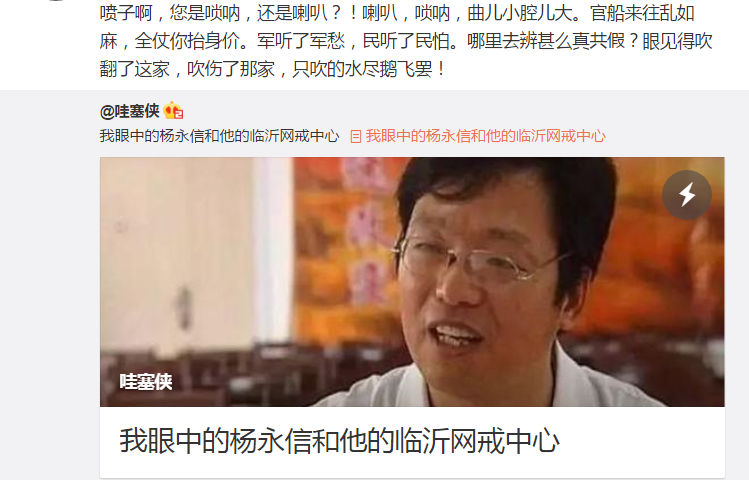 喷子啊，您是唢呐，还是喇叭？！喇叭，唢呐，曲儿小腔儿大。官船来往乱如
麻，全仗你抬身价。军听了军愁，民听了民怕。哪里去辨甚么真共假？眼见得吹
翻了这家，吹伤了那家，只吹的水尽鹅飞罢！
@哇塞侠
我眼中的杨永信和他的临沂网戒中心 我眼中的杨永信和他的临沂网戒中心
哇塞侠
我眼中的杨永信和他的临沂网戒中心